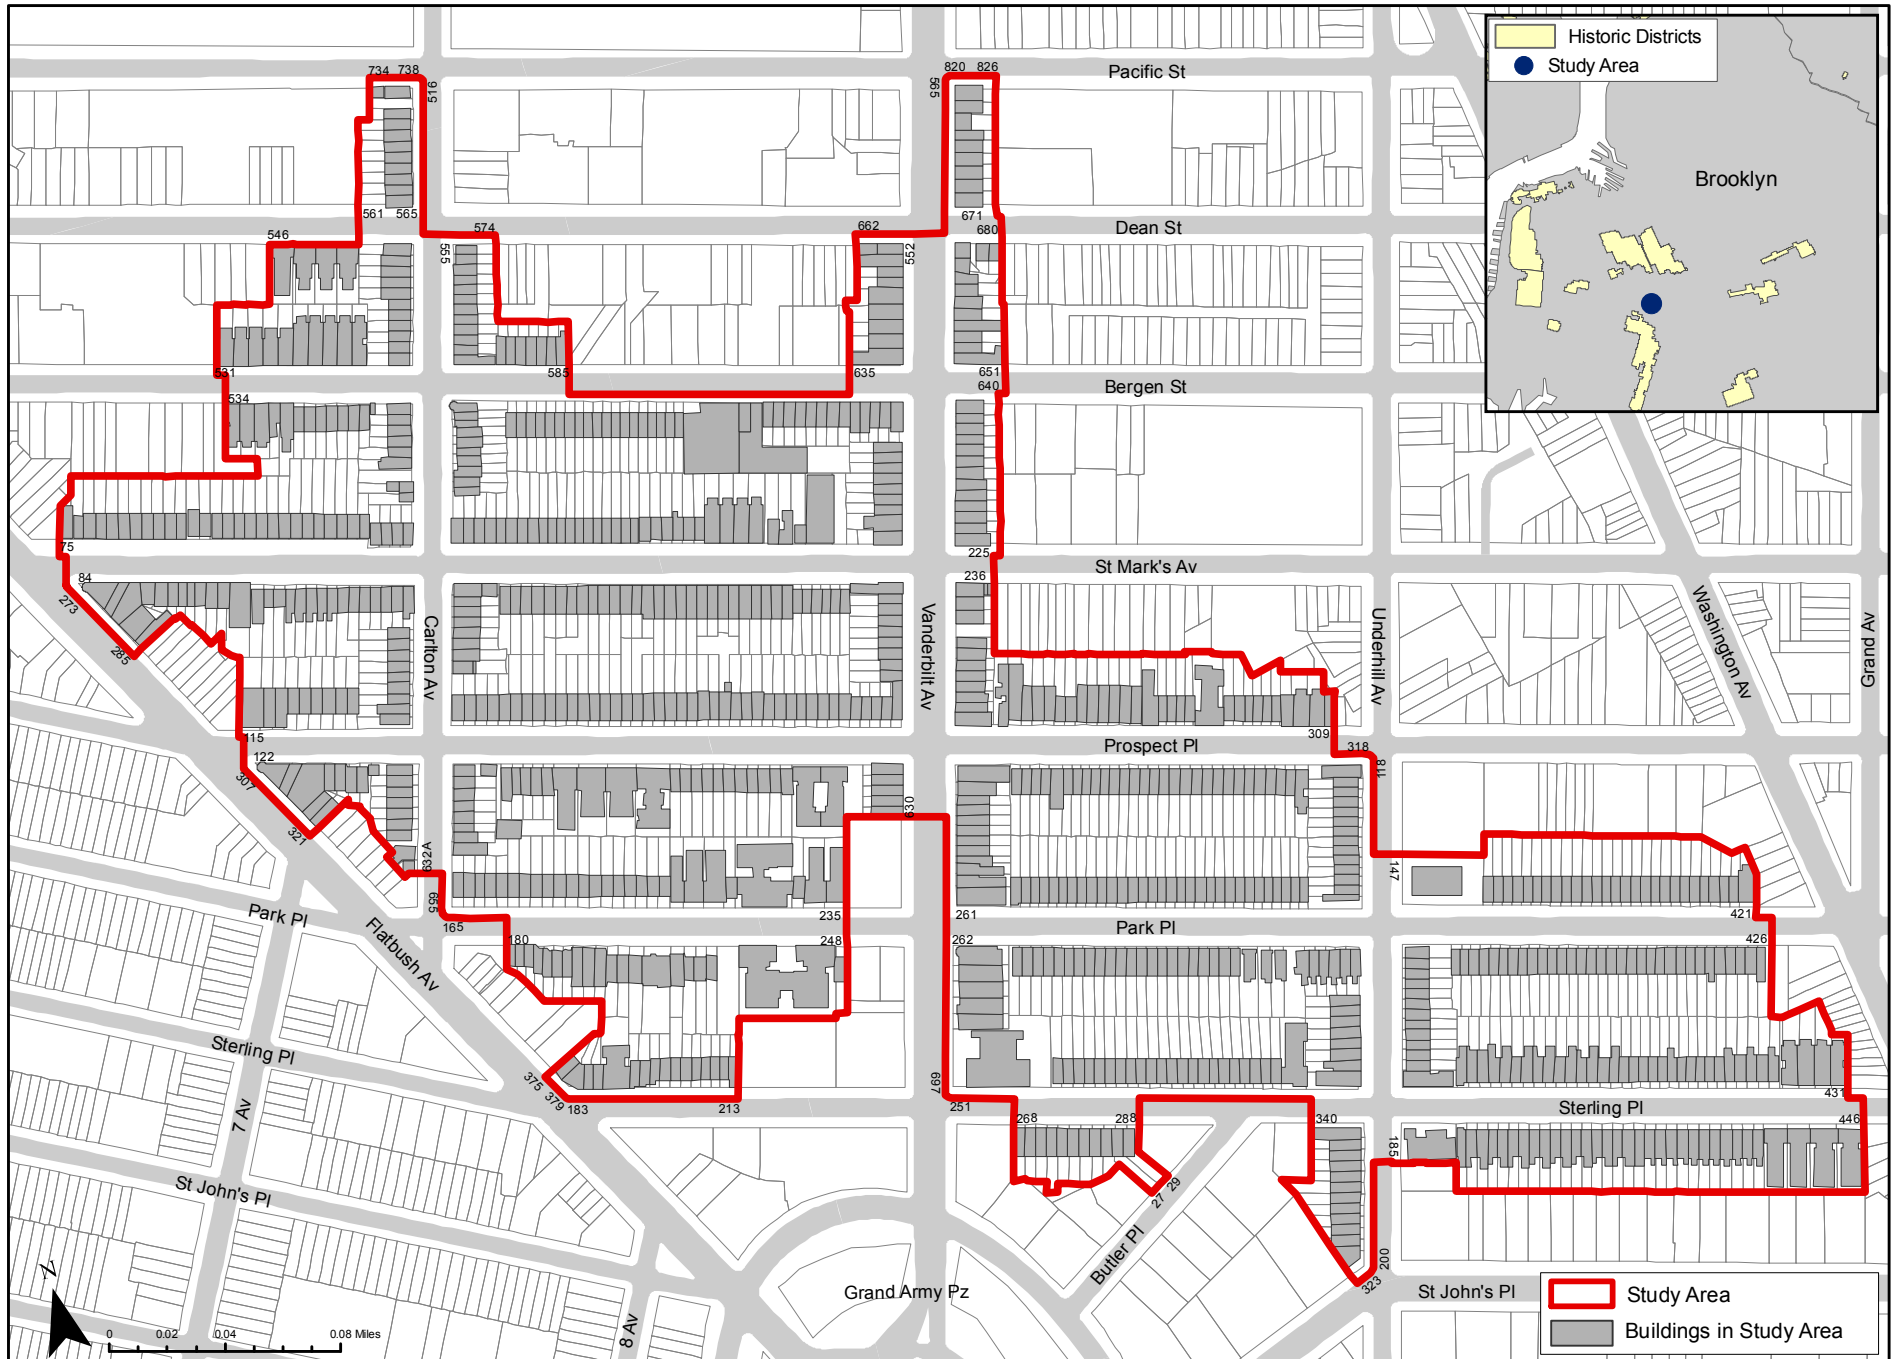 Historic Districts
Study Area
Brooklyn
734 738
516
820 826
565
Pacific St
561 565
671
546
574
555
662
552
680
Dean St
531
585
635
651
534
640
Bergen St
75
225
84
236
St Mark's Av
273
285
Carlton Av
Vanderbilt Av
Underhill Av
Washington Av
Grand Av
115
309
318
122
Prospect Pl
118
307
321
630
632A
147
599
165
235
261
421
Park Pl
Flatbush Av
180
248
262
Park Pl
426
Sterling Pl
375
379
183
213
697
251
431
268
288
340
Sterling Pl
446
7 Av
185
St John's Pl
27 29
Butler Pl
200
323
N
Grand Army Pz
St John's Pl
8 Av
0 0.02 0.04 0.08 Miles
Study Area
Buildings in Study Area